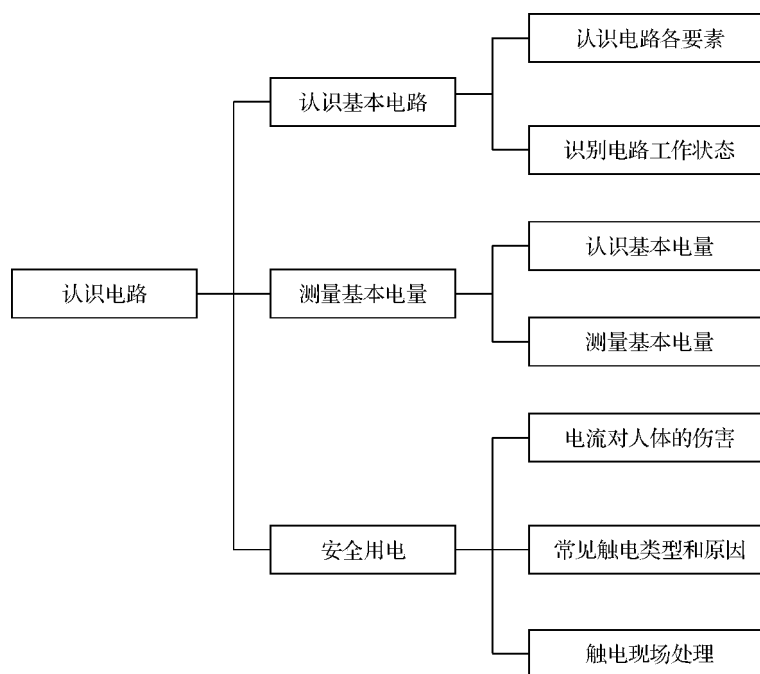 认识电路各要素
认识基本电路
识别电路工作状态
认识基本电量
认识电路
测量基本电量
测量基本电量
电流对人体的伤害
安全用电
常见触电类型和原因
触电现场处理